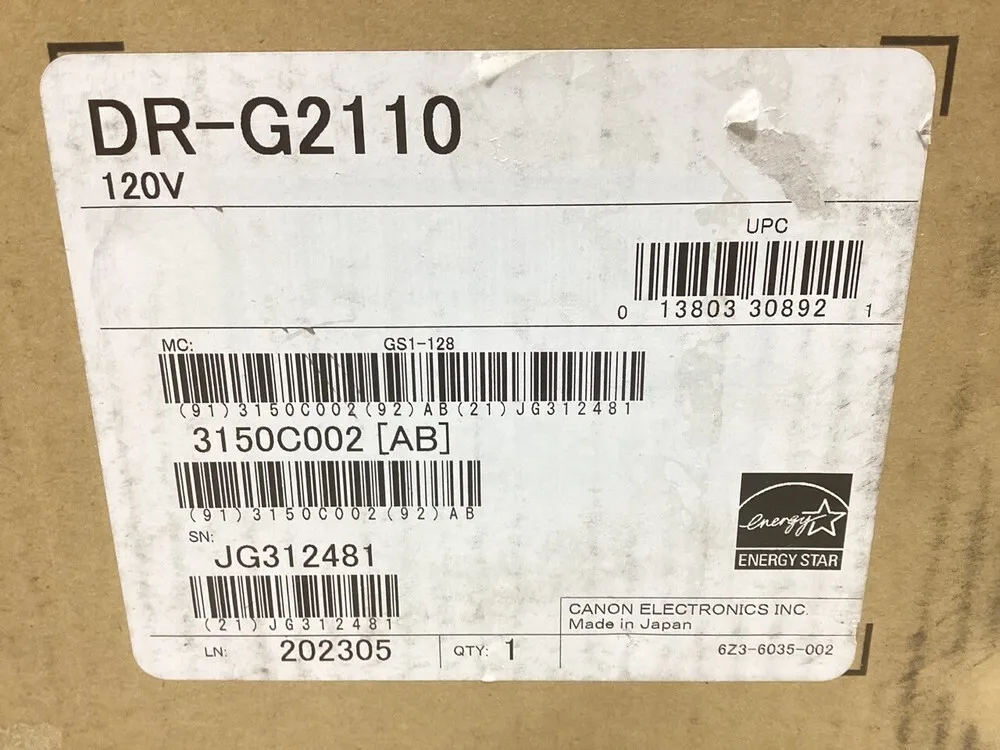 DR-G2110
120V
UPC
0 13803 30892 1
MC: GS1-128
(91)3150C002(92)AB(21)JG312481
3150C002 [AB]
(91)3150C002(92)AB
SN:
JG312481
(21)JG312481
energy
ENERGY STAR
CANON ELECTRONICS INC.
Made in Japan
LN: 202305 QTY: 1 6Z3-6035-002